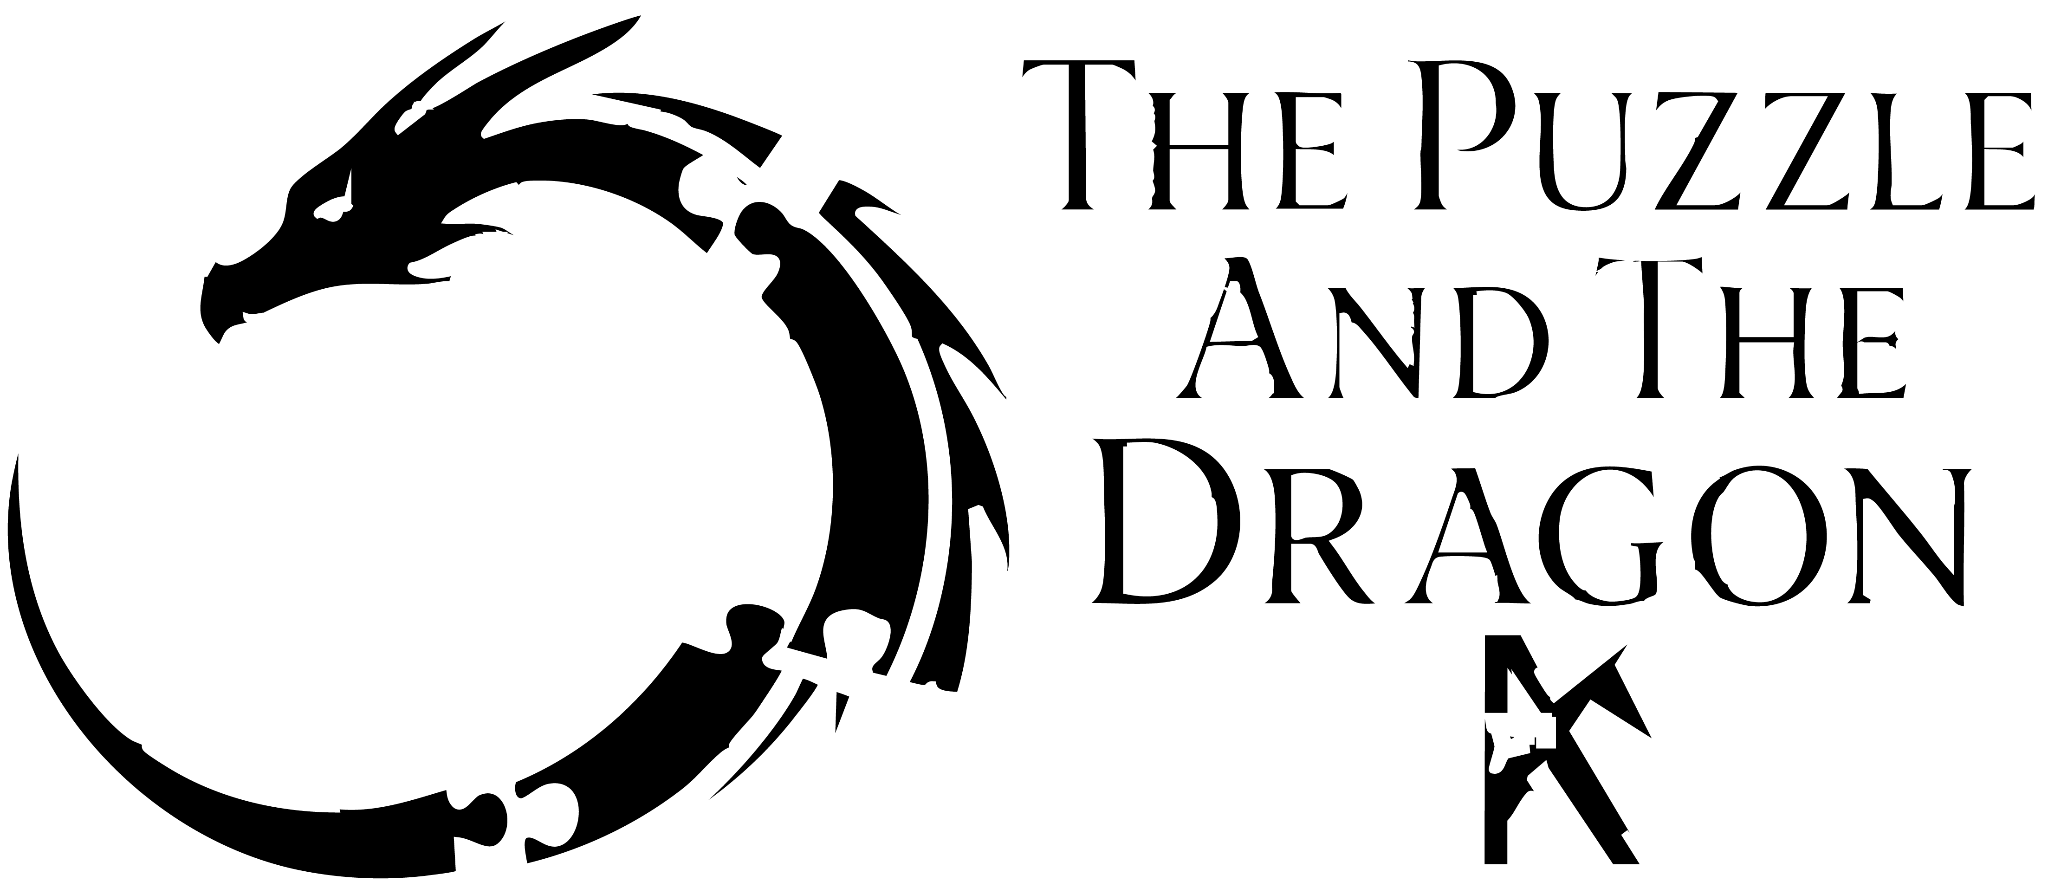 The Puzzle
And The
Dragon
K